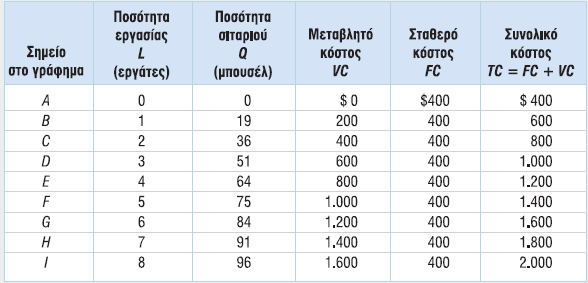 Σημείο στο γράφημα | Ποσότητα εργασίας L (εργάτες) | Ποσότητα σιταριού Q (μπουσέλ) | Μεταβλητό κόστος VC | Σταθερό κόστος FC | Συνολικό κόστος TC = FC + VC
A 0 0 $ 0 $400 $ 400
B 1 19 200 400 600
C 2 36 400 400 800
D 3 51 600 400 1.000
E 4 64 800 400 1.200
F 5 75 1.000 400 1.400
G 6 84 1,200 400 1.600
H 7 91 1.400 400 1.800
I 8 96 1.600 400 2.000